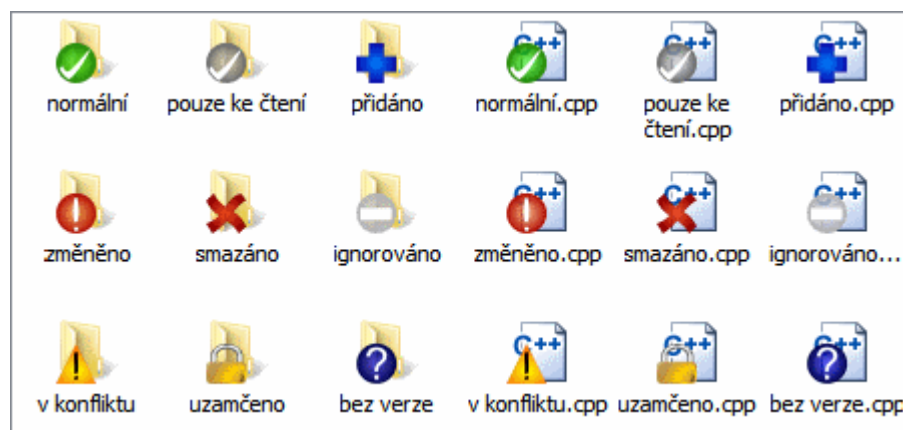 C++ C++ C++
normální pouze ke čtení přidáno normální.cpp pouze ke přidáno.cpp
čtení.cpp
C++ C++ C++
změněno smazáno ignorováno změněno.cpp smazáno.cpp ignorováno...
C++ C++ C++
v konfliktu uzamčeno bez verze v konfliktu.cpp uzamčeno.cpp bez verze.cpp